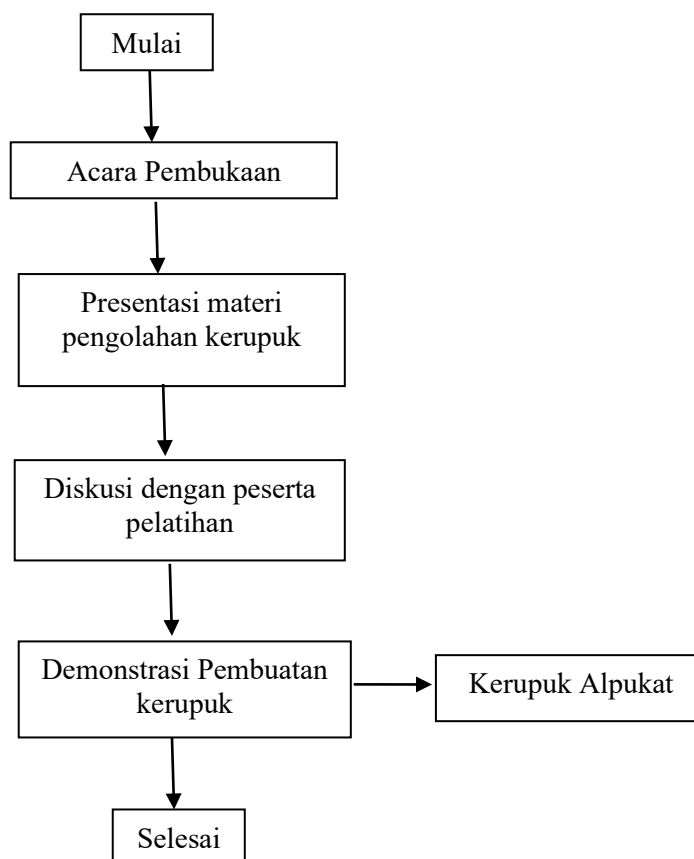 Mulai
Acara Pembukaan
Presentasi materi
pengolahan kerupuk
Diskusi dengan peserta
pelatihan
Demonstrasi Pembuatan
kerupuk
Kerupuk Alpukat
Selesai